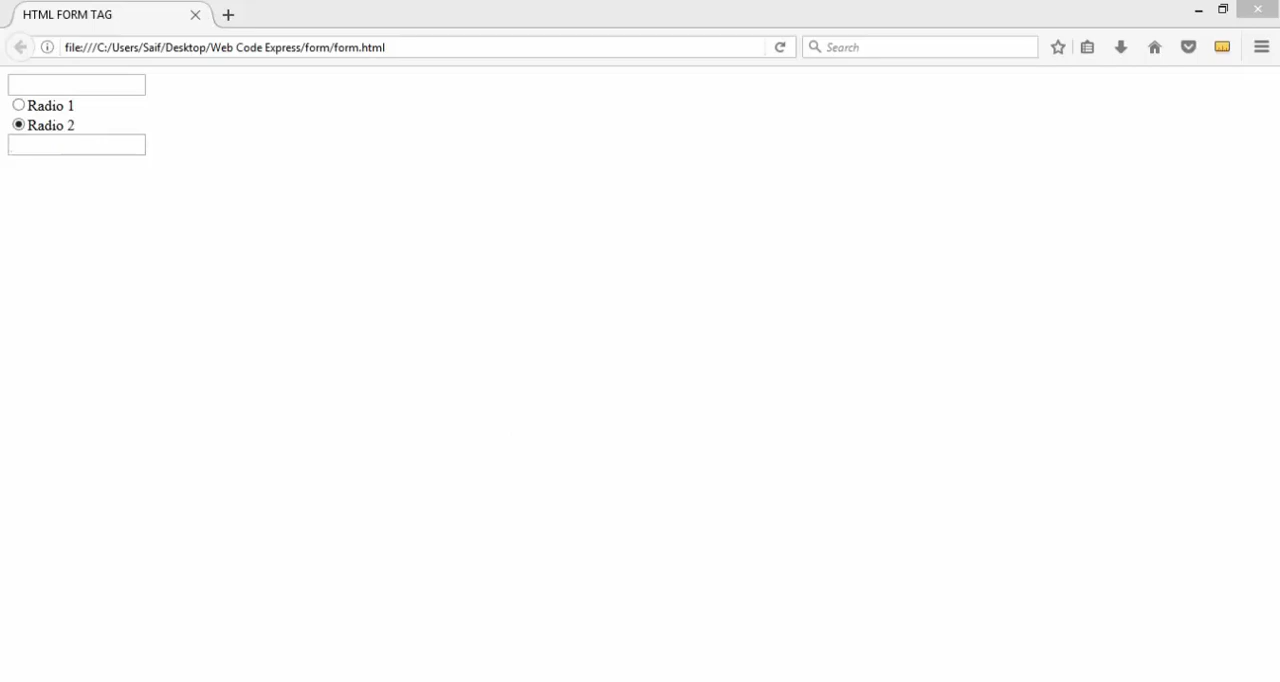 HTML FORM TAG
file:///C:/Users/Saif/Desktop/Web Code Express/form/form.html
Search
Radio 1
Radio 2